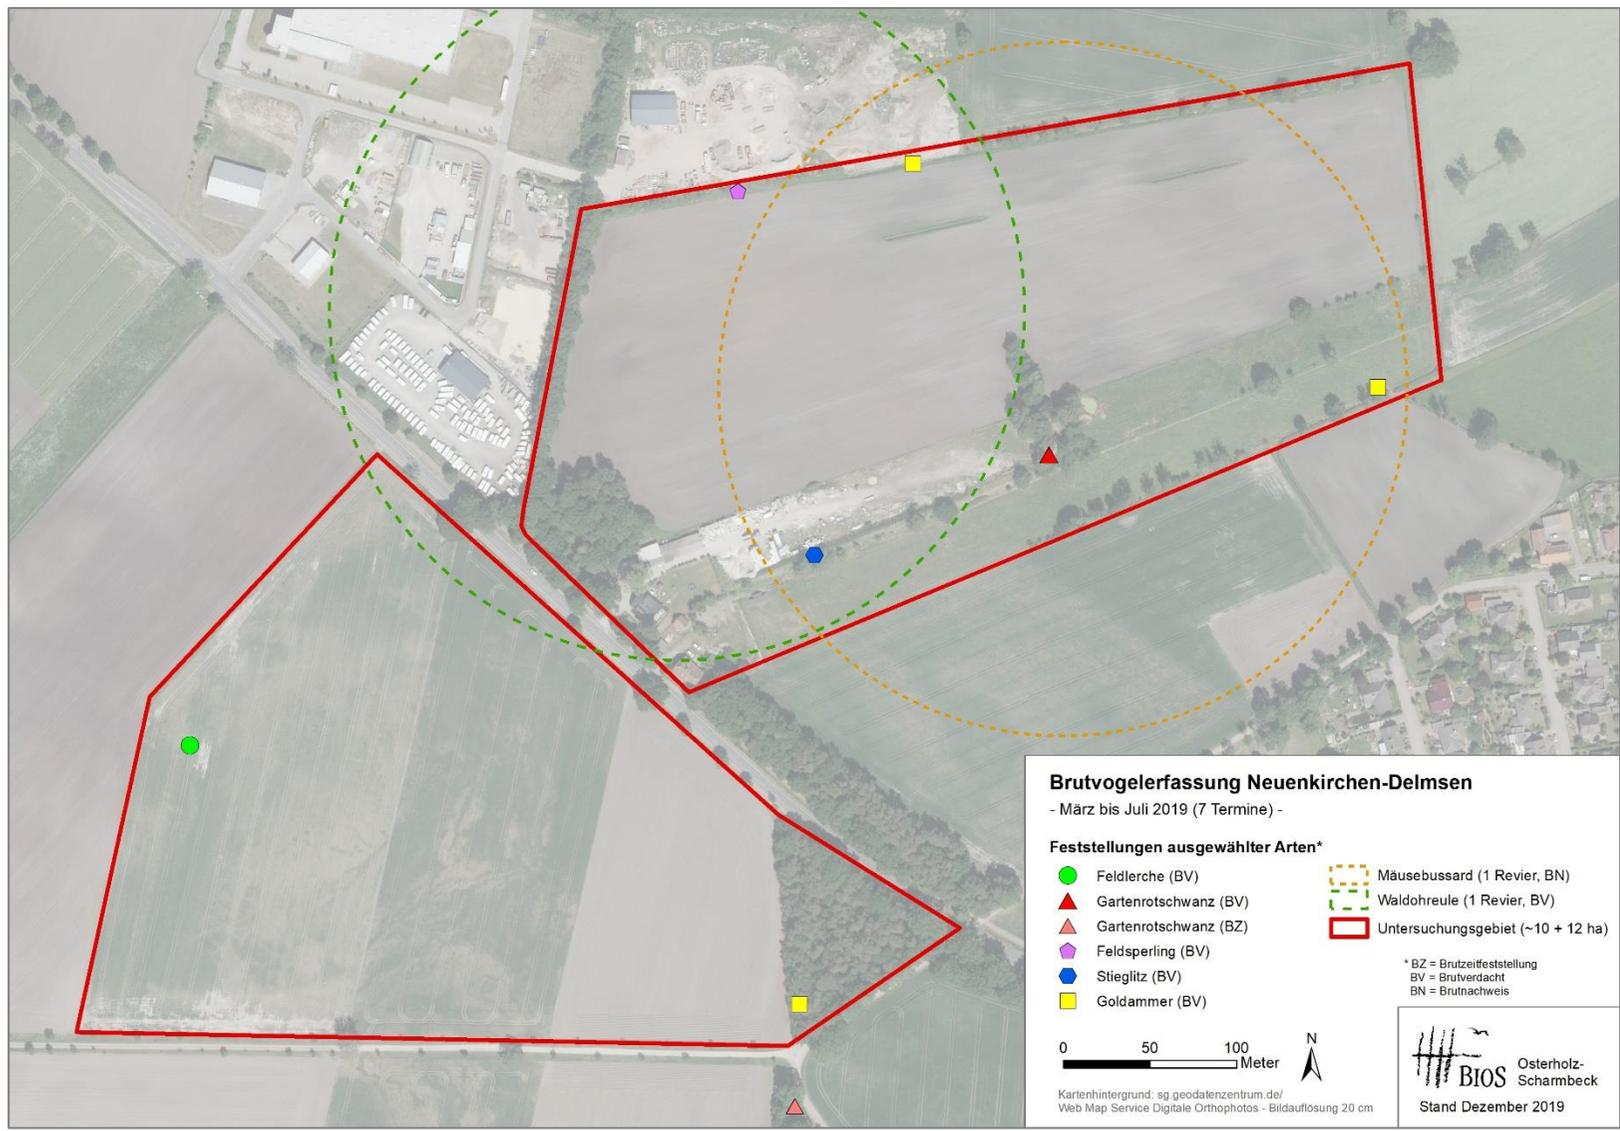 Brutvogelerfassung Neuenkirchen-Delmsen
- März bis Juli 2019 (7 Termine) -
Feststellungen ausgewählter Arten*
Feldlerche (BV)
Gartenrotschwanz (BV)
Gartenrotschwanz (BZ)
Feldsperling (BV)
Stieglitz (BV)
Goldammer (BV)
Mäusebussard (1 Revier, BN)
Waldohreule (1 Revier, BV)
Untersuchungsgebiet (~10 + 12 ha)
* BZ = Brutzeitfeststellung
BV = Brutverdacht
BN = Brutnachweis
0 50 100
Meter
N
Kartenhintergrund: sg.geodatenzentrum.de/
Web Map Service Digitale Orthophotos - Bildauflösung 20 cm
BIOS
Osterholz-
Scharmbeck
Stand Dezember 2019